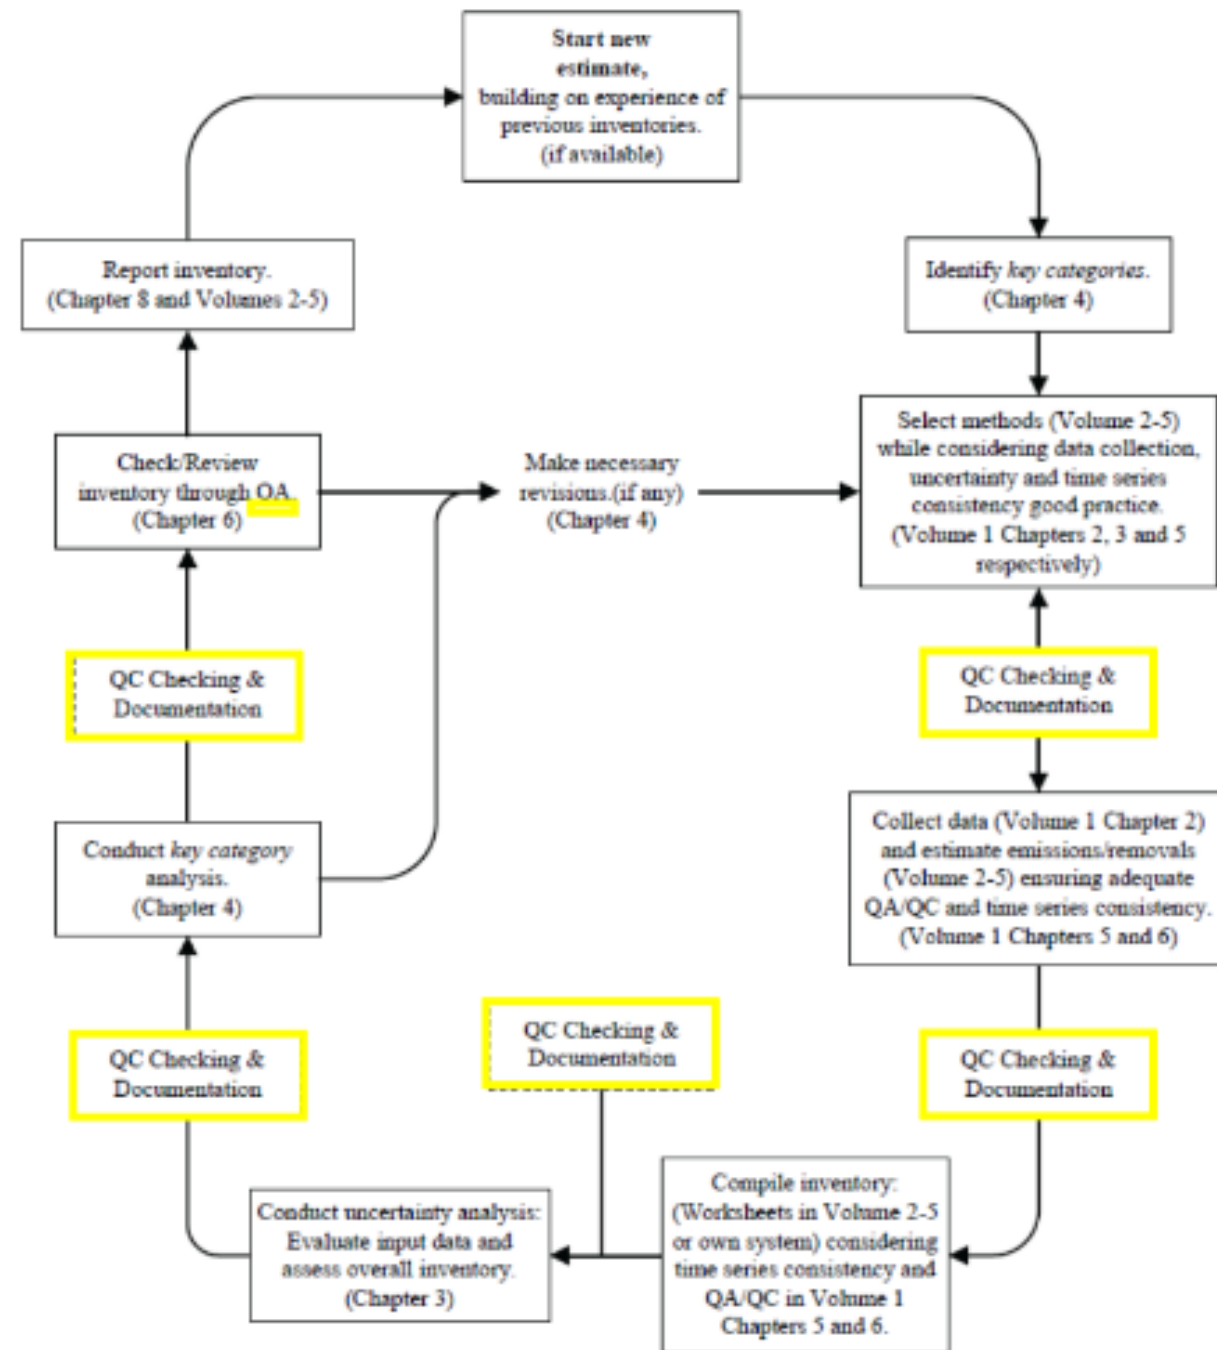 Start new
estimate,
building on experience of
previous inventories.
(if available)
Report inventory.
(Chapter 8 and Volumes 2-5)
Identify key categories.
(Chapter 4)
Check/Review
inventory through QA.
(Chapter 6)
Make necessary
revisions.(if any)
(Chapter 4)
Select methods (Volume 2-5)
while considering data collection,
uncertainty and time series
consistency good practice.
(Volume 1 Chapters 2, 3 and 5
respectively)
QC Checking &
Documentation
QC Checking &
Documentation
Conduct key category
analysis.
(Chapter 4)
Collect data (Volume 1 Chapter 2)
and estimate emissions/removals
(Volume 2-5) ensuring adequate
QA/QC and time series consistency.
(Volume 1 Chapters 5 and 6)
QC Checking &
Documentation
QC Checking &
Documentation
QC Checking &
Documentation
Conduct uncertainty analysis:
Evaluate input data and
assess overall inventory.
(Chapter 3)
Compile inventory:
(Worksheets in Volume 2-5
or own system) considering
time series consistency and
QA/QC in Volume 1
Chapters 5 and 6.